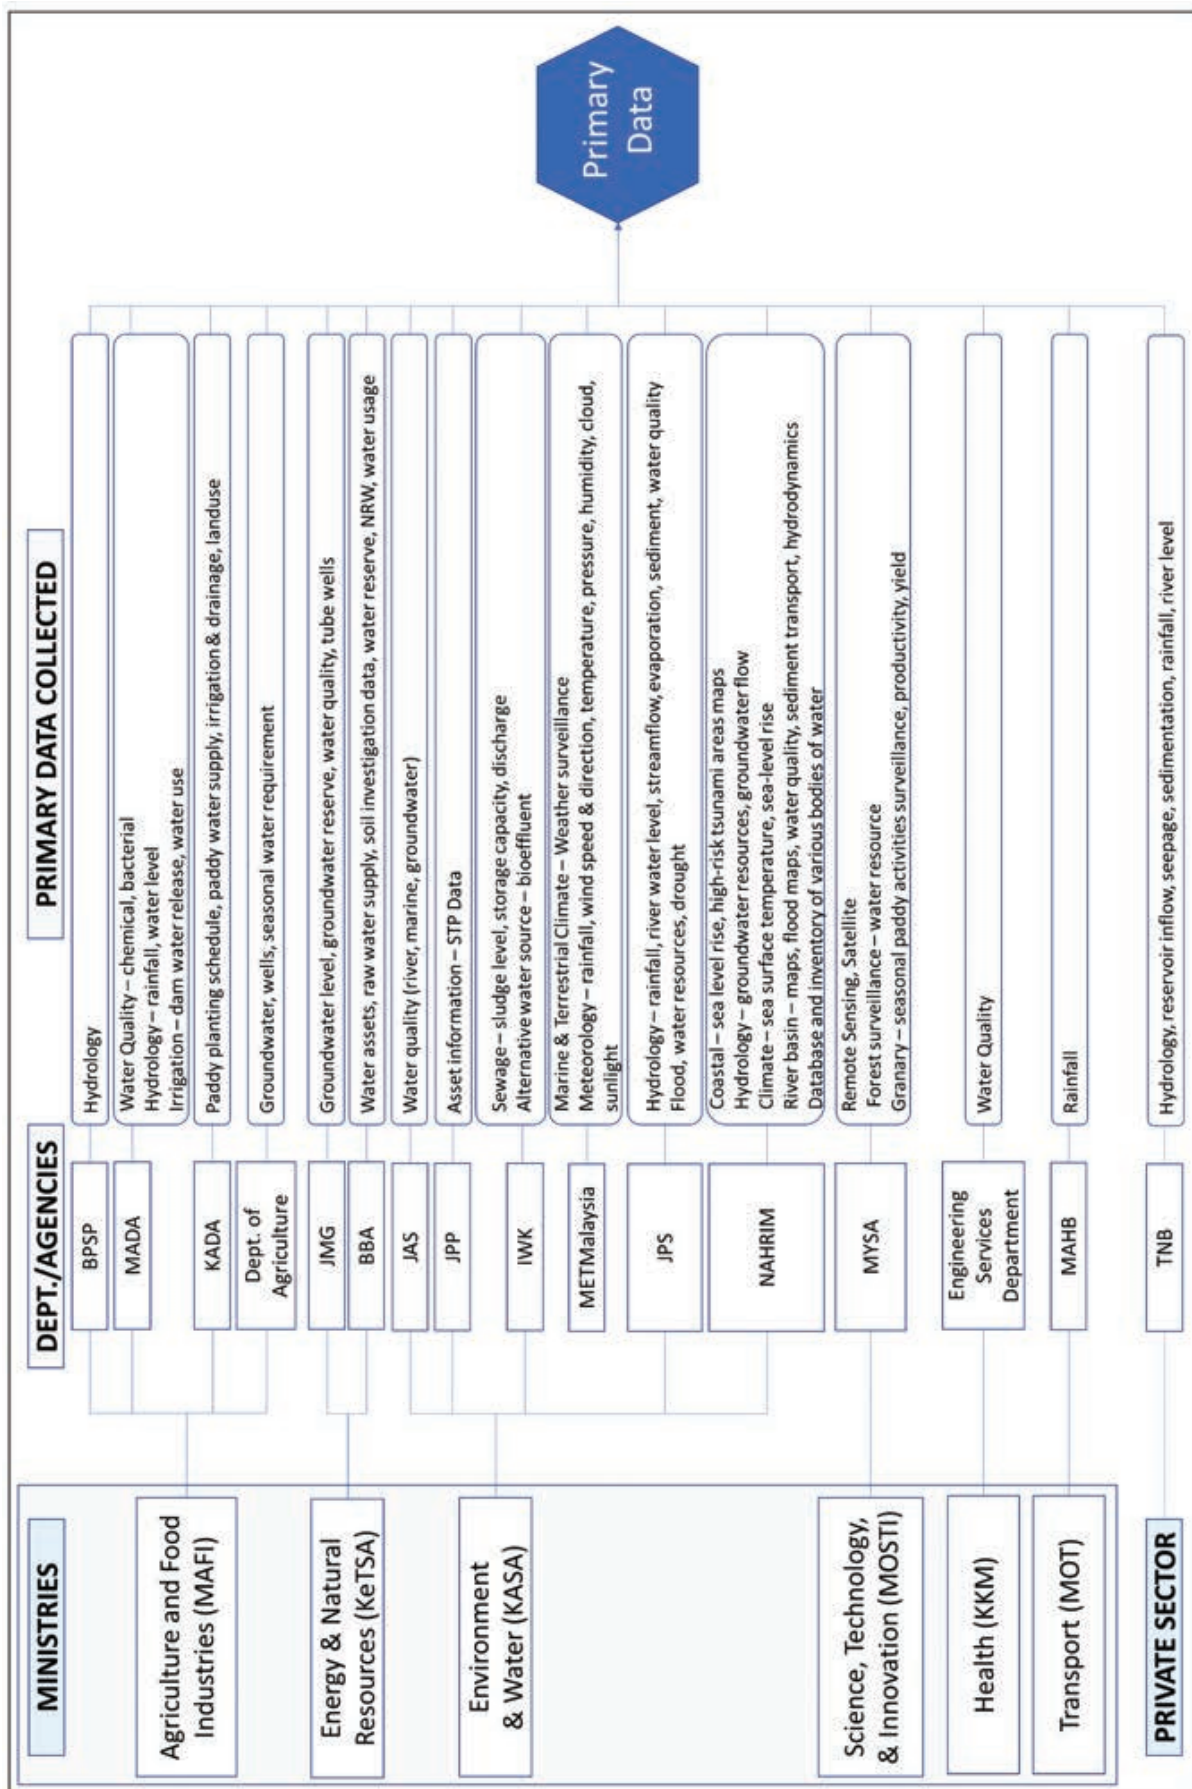 MINISTRIES
DEPT./AGENCIES
PRIMARY DATA COLLECTED
Agriculture and Food
Industries (MAFI)
BPSP
Hydrology
MADA
Water Quality – chemical, bacterial
Hydrology – rainfall, water level
Irrigation – dam water release, water use
KADA
Paddy planting schedule, paddy water supply, irrigation & drainage, landuse
Dept. of
Agriculture
Groundwater, wells, seasonal water requirement
Energy & Natural
Resources (KeTSA)
JMG
Groundwater level, groundwater reserve, water quality, tube wells
BBA
Water assets, raw water supply, soil investigation data, water reserve, NRW, water usage
Environment
& Water (KASA)
JAS
Water quality (river, marine, groundwater)
JPP
Asset information – STP Data
IWK
Sewage – sludge level, storage capacity, discharge
Alternative water source – bioeffluent
METMalaysia
Marine & Terrestrial Climate – Weather surveillance
Meteorology – rainfall, wind speed & direction, temperature, pressure, humidity, cloud,
sunlight
JPS
Hydrology – rainfall, river water level, streamflow, evaporation, sediment, water quality
Flood, water resources, drought
NAHRIM
Coastal – sea level rise, high-risk tsunami areas maps
Hydrology – groundwater resources, groundwater flow
Climate – sea surface temperature, sea-level rise
River basin – maps, flood maps, water quality, sediment transport, hydrodynamics
Database and inventory of various bodies of water
Science, Technology,
& Innovation (MOSTI)
MYSA
Remote Sensing, Satellite
Forest surveillance – water resource
Granary – seasonal paddy activities surveillance, productivity, yield
Health (KKM)
Engineering
Services
Department
Water Quality
Transport (MOT)
MAHB
Rainfall
PRIVATE SECTOR
TNB
Hydrology, reservoir inflow, seepage, sedimentation, rainfall, river level
Primary
Data